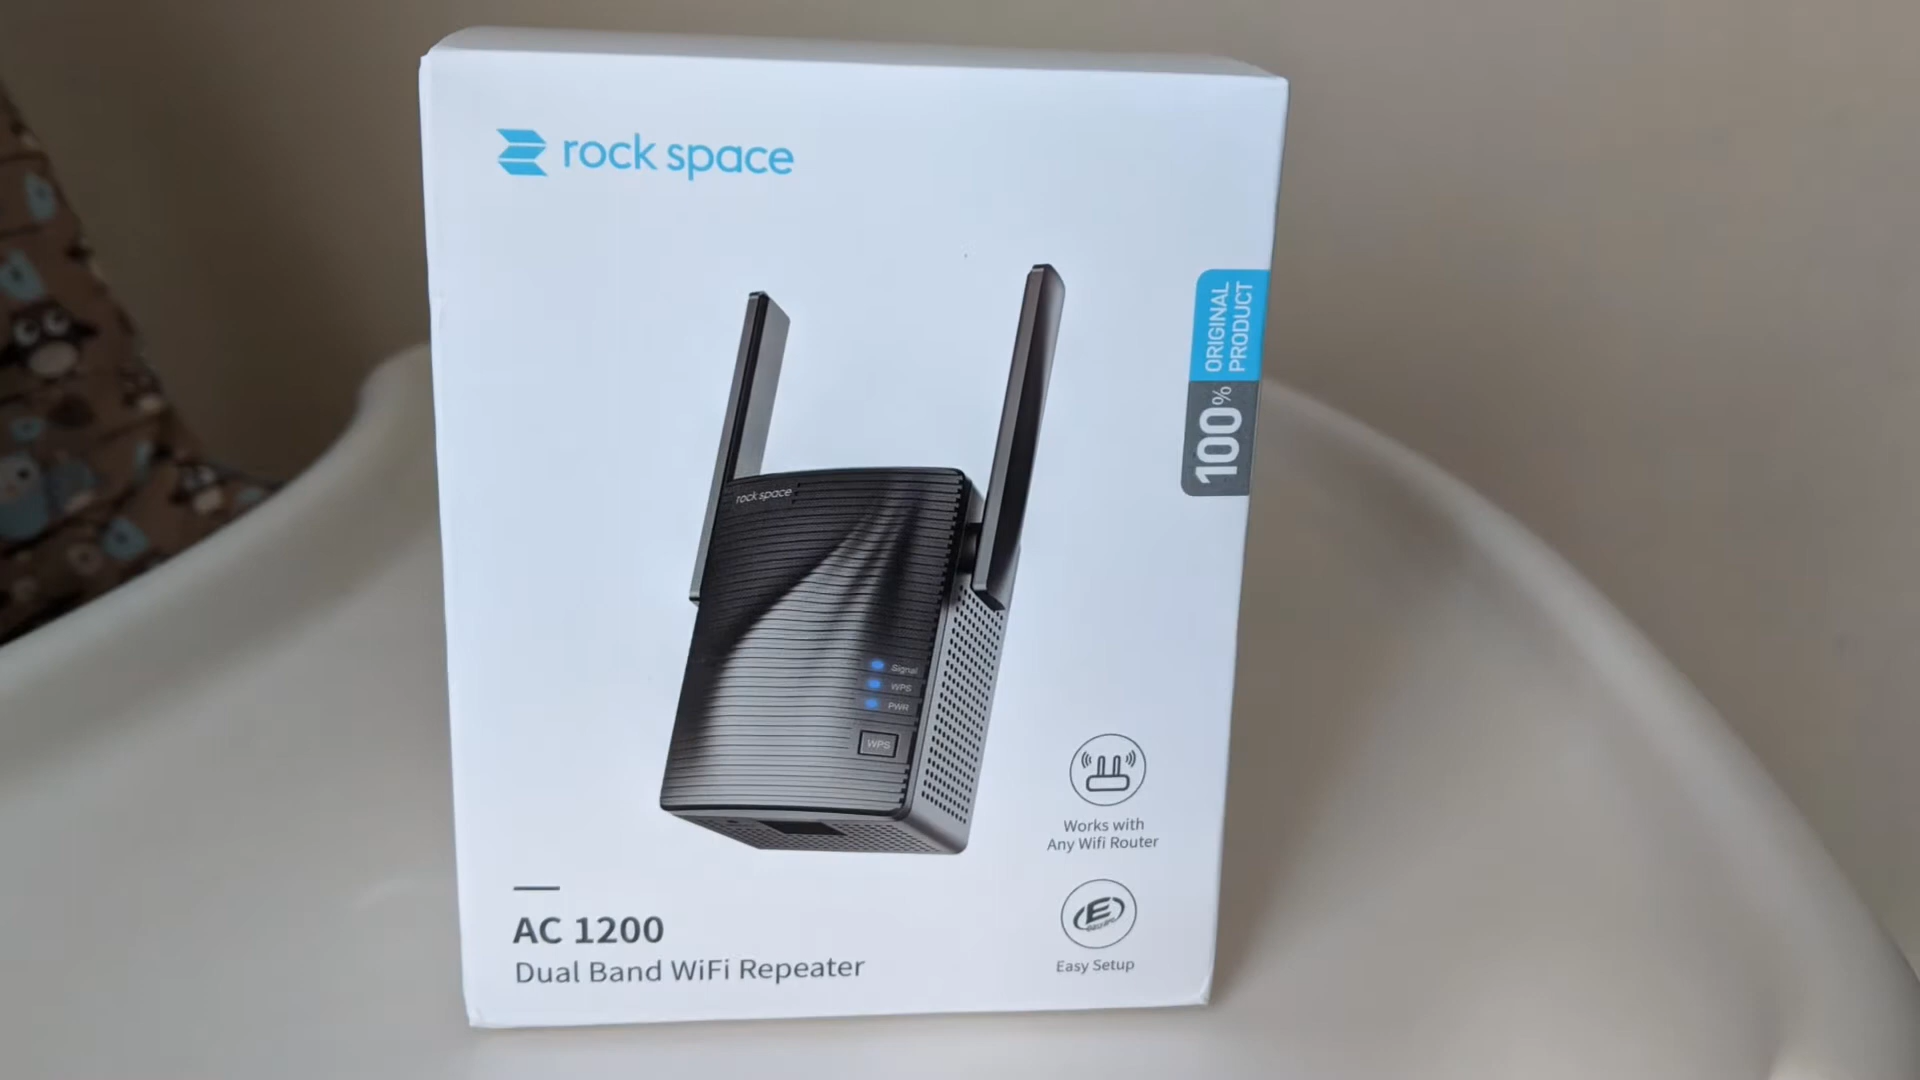 rock space
ORIGINAL
PRODUCT
100%
rock space
Signal
WPS
PWR
WPS
Works with
Any Wifi Router
E
AC 1200
Dual Band WiFi Repeater
Easy Setup